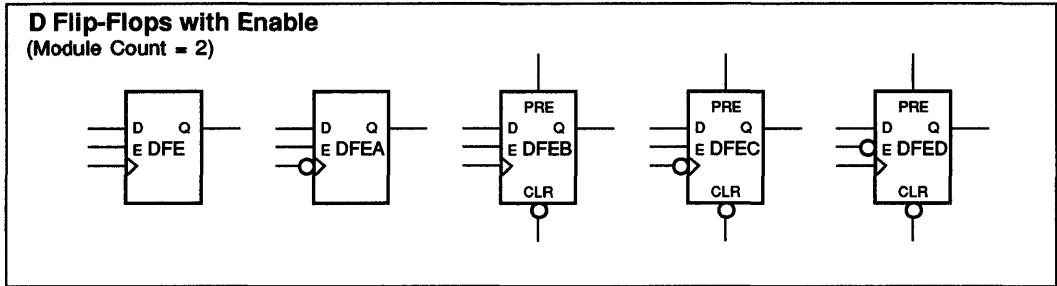 D Flip-Flops with Enable
(Module Count = 2)
D Q
E DFE
D Q
E DFEA
PRE
D Q
E DFEB
CLR
PRE
D Q
E DFEC
CLR
PRE
D Q
E DFED
CLR